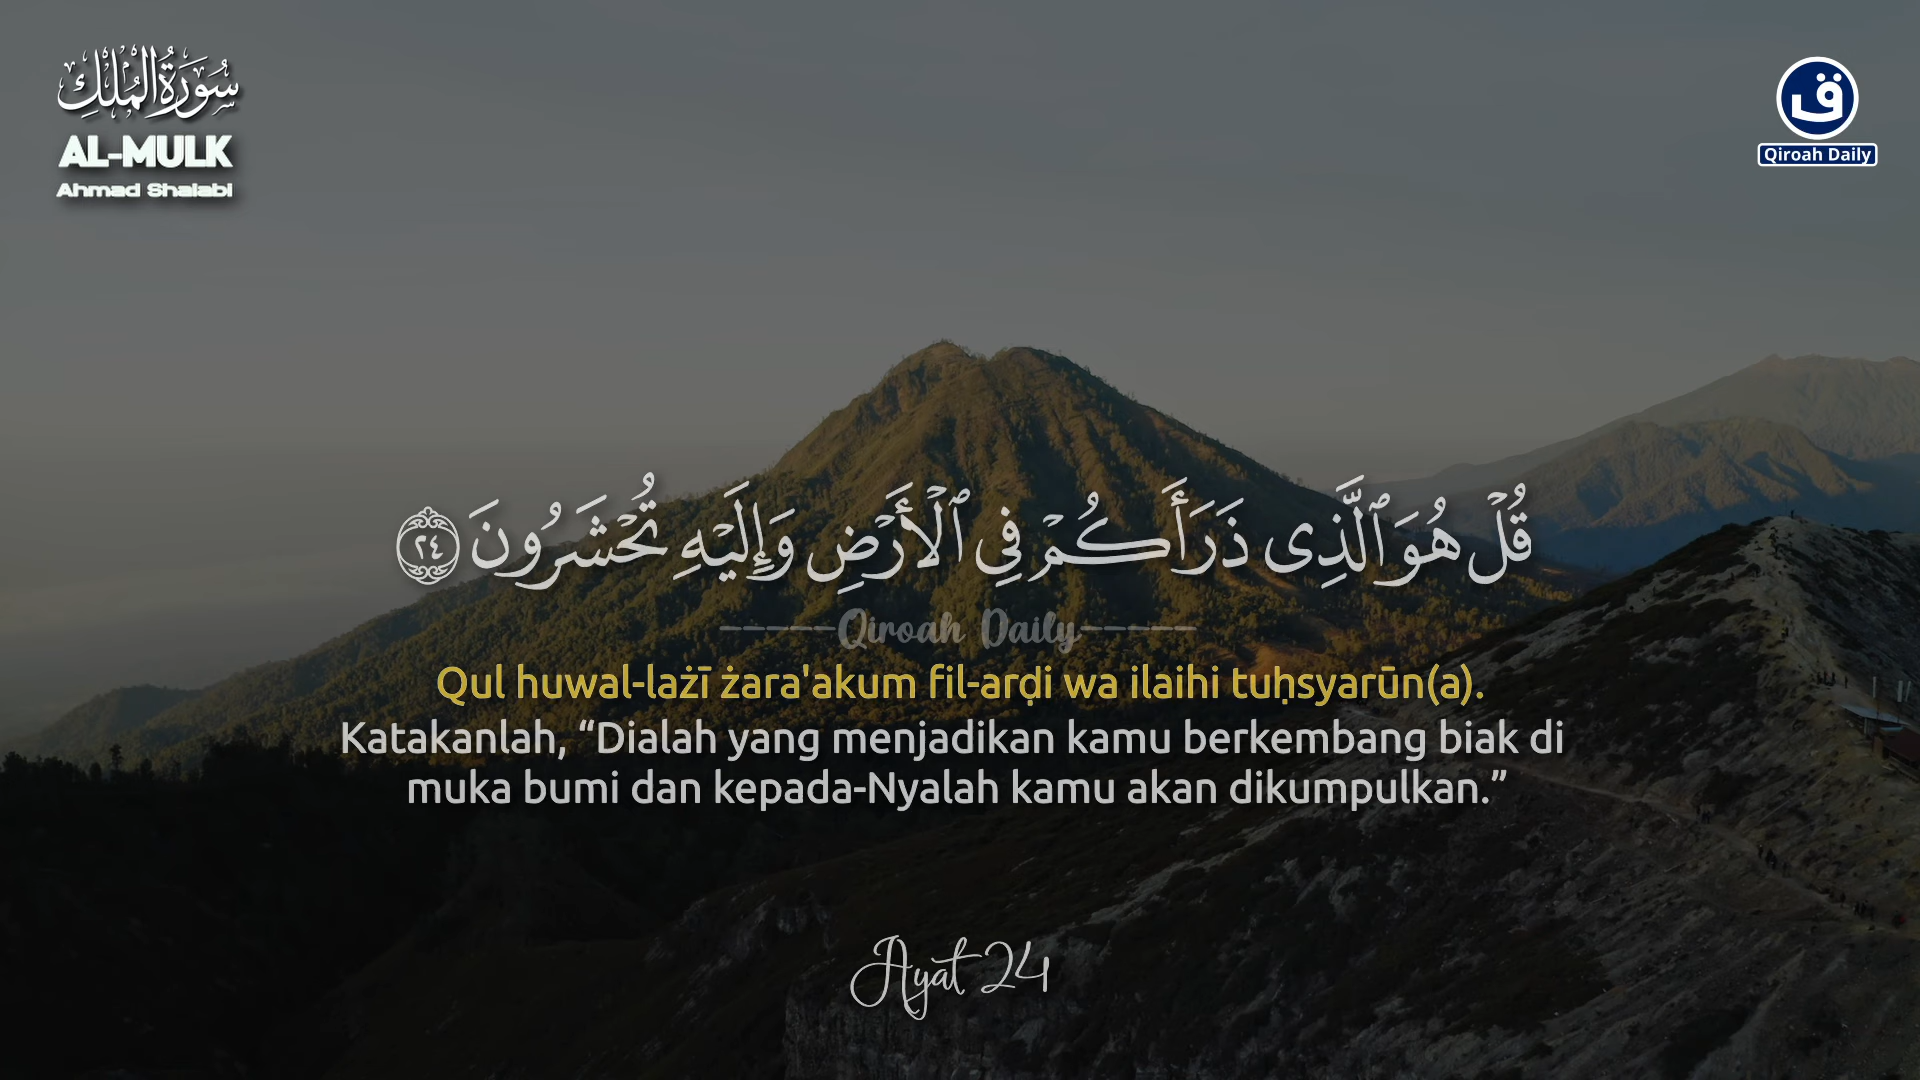 سُورَةُ الْمُلْكِ
AL-MULK
Ahmad Shalabi
ق
Qiroah Daily
قُلْ هُوَ ٱلَّذِى ذَرَأَكُمْ فِى ٱلْأَرْضِ وَإِلَيْهِ تُحْشَرُونَ ٢٤
-----Qiroah Daily-----
Qul huwal-lażī żara'akum fil-arḍi wa ilaihi tuḥsyarūn(a).
Katakanlah, “Dialah yang menjadikan kamu berkembang biak di
muka bumi dan kepada-Nyalah kamu akan dikumpulkan.”
Ayat 24